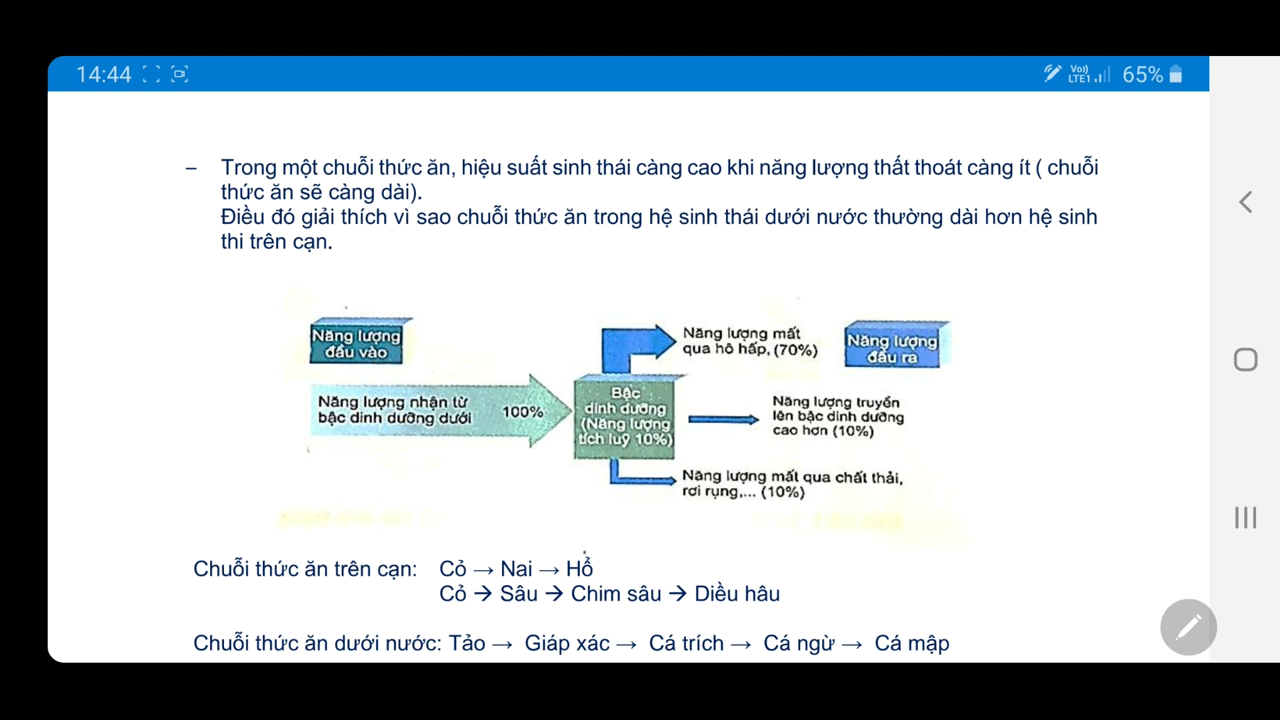 14:44
Vo)) LTE1 65%
– Trong một chuỗi thức ăn, hiệu suất sinh thái càng cao khi năng lượng thất thoát càng ít ( chuỗi
thức ăn sẽ càng dài).
Điều đó giải thích vì sao chuỗi thức ăn trong hệ sinh thái dưới nước thường dài hơn hệ sinh
thi trên cạn.
Năng lượng
đầu vào
Năng lượng mất
qua hô hấp, (70%)
Năng lượng
đầu ra
Năng lượng nhận từ
bậc dinh dưỡng dưới
100%
Bậc
dinh dưỡng
(Năng lượng
tích luỹ 10%)
Năng lượng truyền
lên bậc dinh dưỡng
cao hơn (10%)
Năng lượng mất qua chất thải,
rơi rụng,... (10%)
Chuỗi thức ăn trên cạn: Cỏ → Nai → Hổ
Cỏ → Sâu → Chim sâu → Diều hâu
Chuỗi thức ăn dưới nước: Tảo → Giáp xác → Cá trích → Cá ngừ → Cá mập